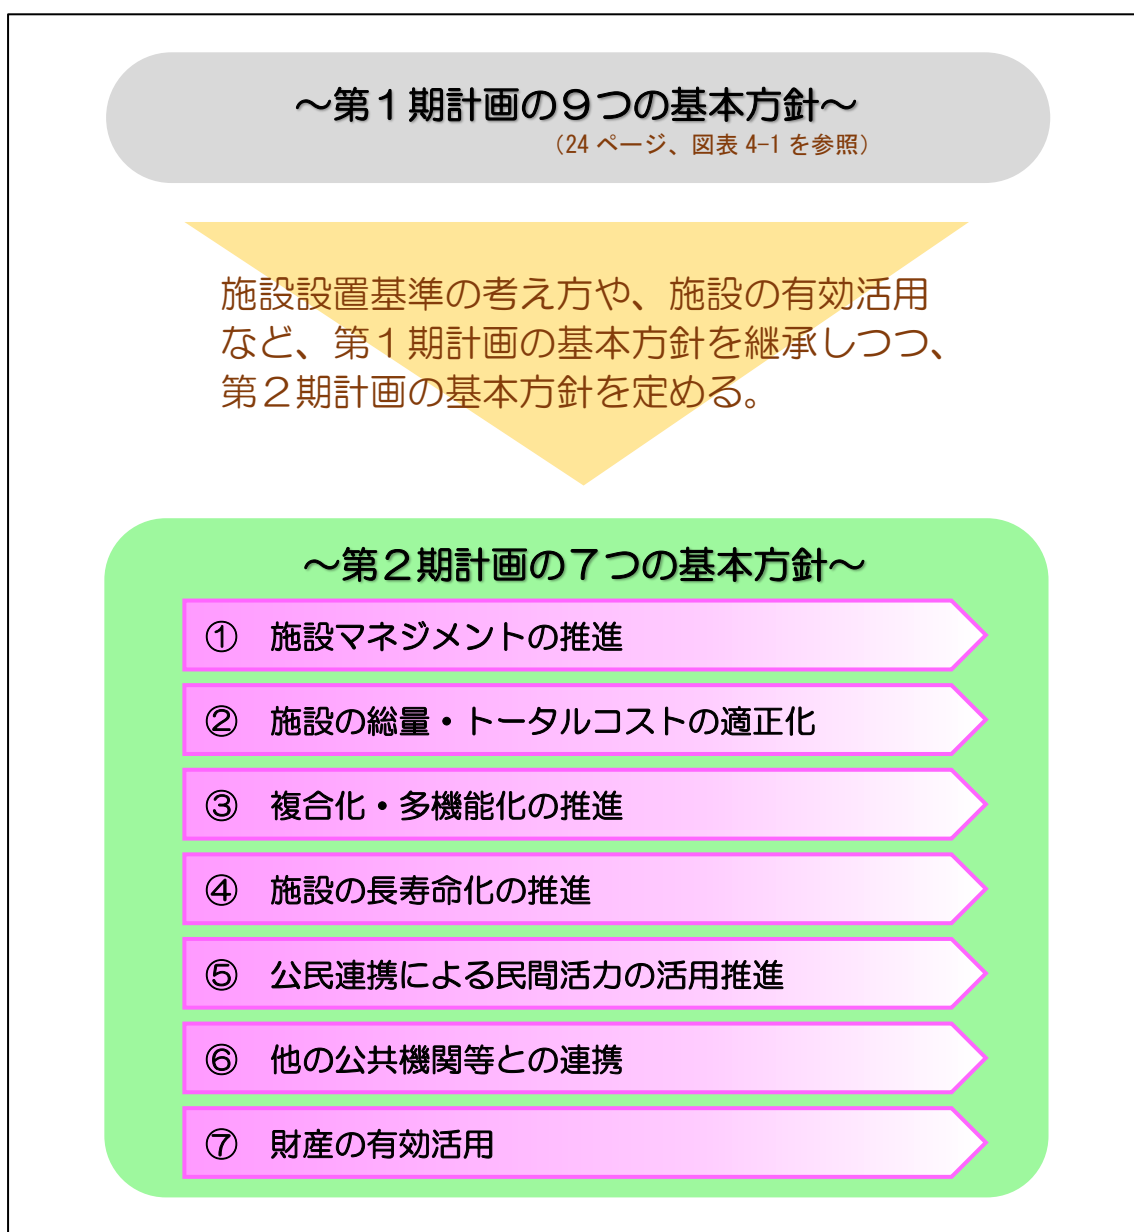 ～第１期計画の９つの基本方針～
（24 ページ、図表 4-1 を参照）
施設設置基準の考え方や、施設の有効活用
など、第１期計画の基本方針を継承しつつ、
第２期計画の基本方針を定める。
～第２期計画の７つの基本方針～
①　施設マネジメントの推進
②　施設の総量・トータルコストの適正化
③　複合化・多機能化の推進
④　施設の長寿命化の推進
⑤　公民連携による民間活力の活用推進
⑥　他の公共機関等との連携
⑦　財産の有効活用